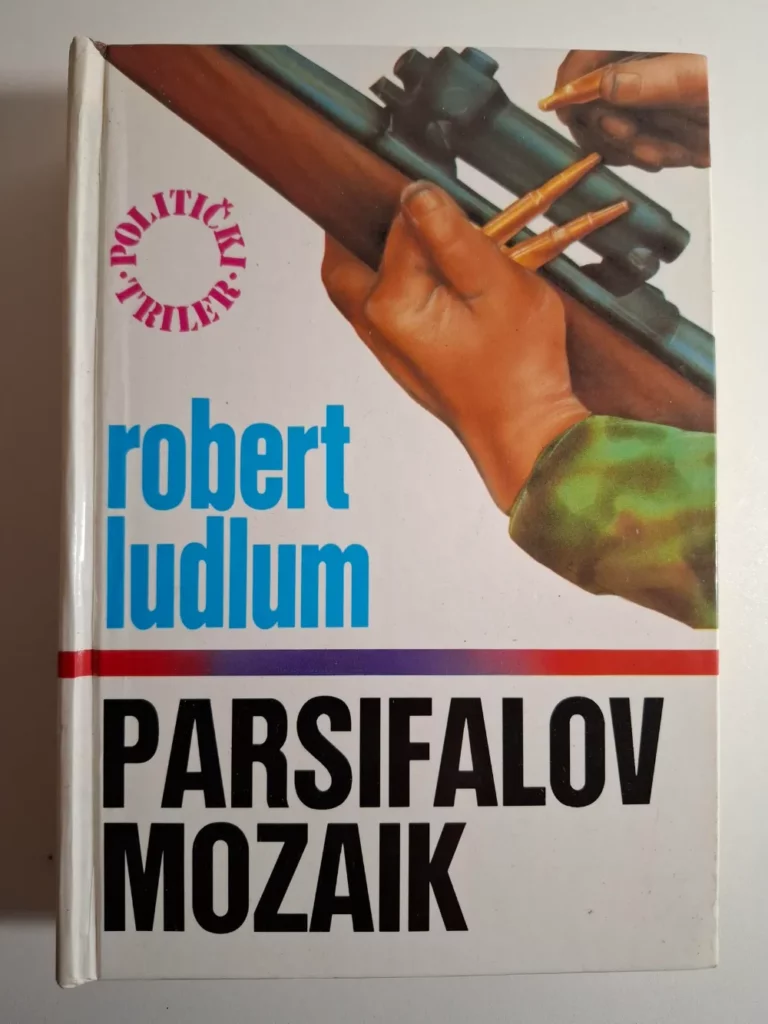 POLITIČKI
TRILER
robert
ludlum
PARSIFALOV
MOZAIK